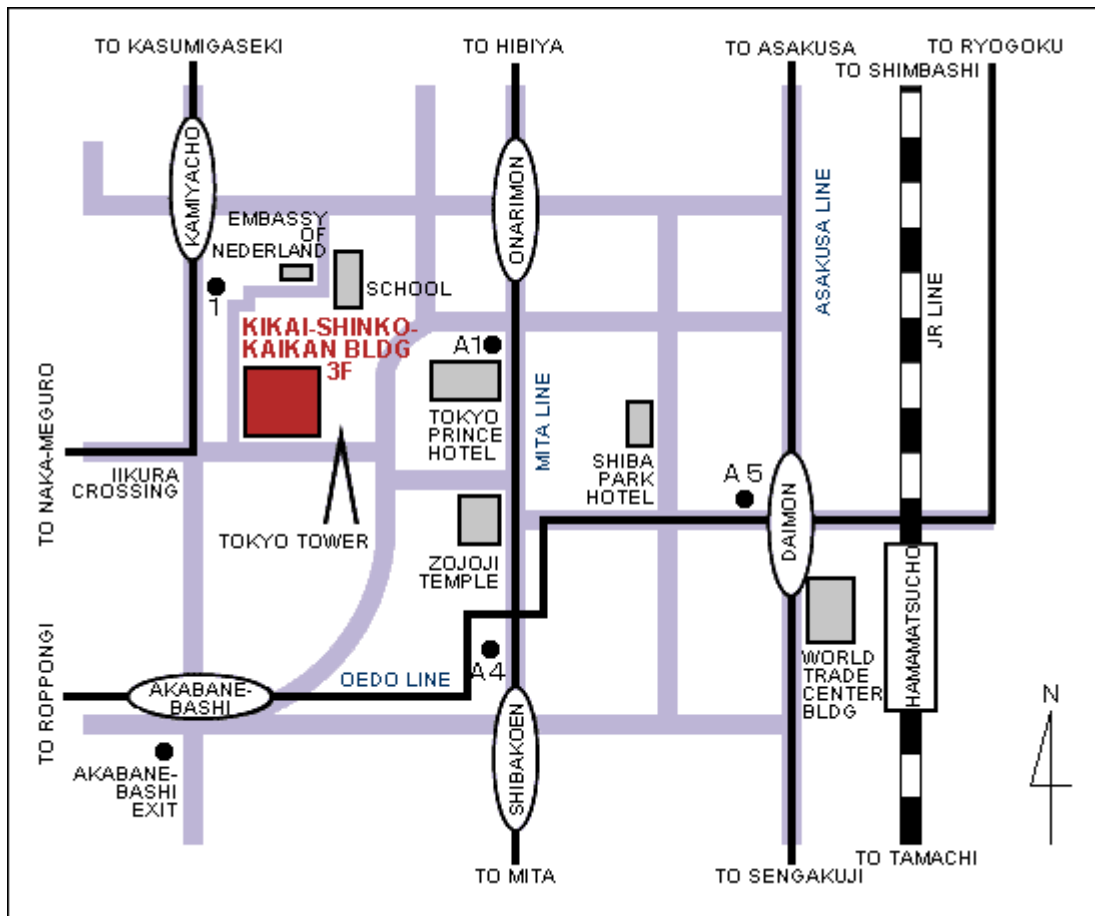 TO KASUMIGASEKI
TO HIBIYA
TO ASAKUSA
TO RYOGOKU
TO SHIMBASHI
KAMIYACHO
ONARIMON
ASAKUSA LINE
JR LINE
EMBASSY
OF
NEDERLAND
SCHOOL
1
KIKAI-SHINKO-
KAIKAN BLDG
3F
A1
TOKYO
PRINCE
HOTEL
MITA LINE
SHIBA
PARK
HOTEL
A 5
TO NAKA-MEGURO
IIKURA
CROSSING
TOKYO TOWER
ZOJOJI
TEMPLE
DAIMON
HAMAMATSUCHO
WORLD
TRADE
CENTER
BLDG
A4
OEDO LINE
TO ROPPONGI
AKABANE-
BASHI
SHIBAKOEN
AKABANE-
BASHI
EXIT
N
TO MITA
TO SENGAKUJI
TO TAMACHI